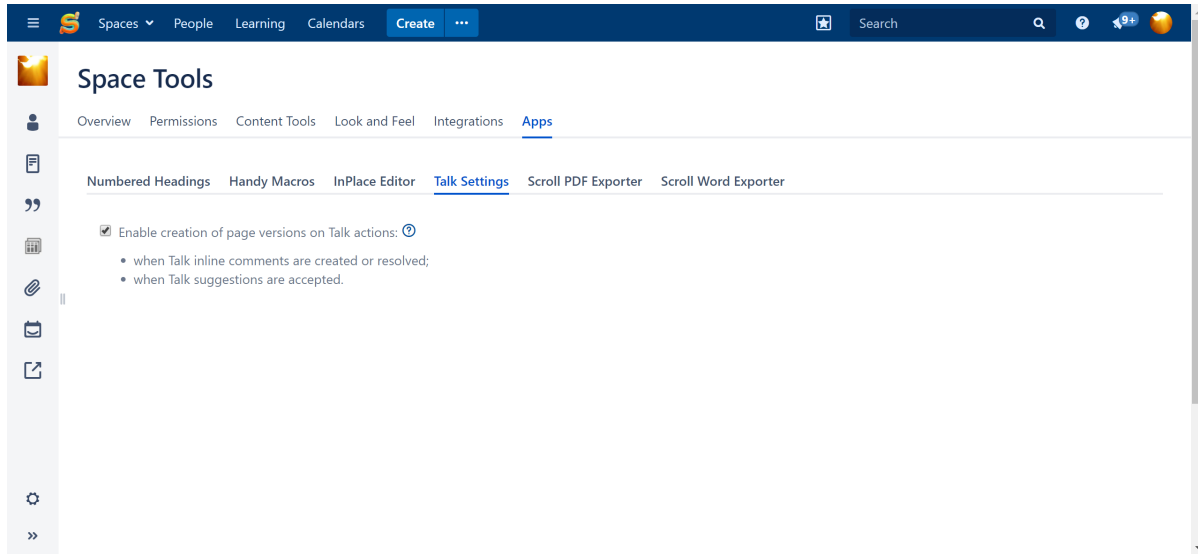 Spaces People Learning Calendars Create ··· Search 9+
Space Tools
Overview Permissions Content Tools Look and Feel Integrations Apps
Numbered Headings Handy Macros InPlace Editor Talk Settings Scroll PDF Exporter Scroll Word Exporter
Enable creation of page versions on Talk actions:
• when Talk inline comments are created or resolved;
• when Talk suggestions are accepted.